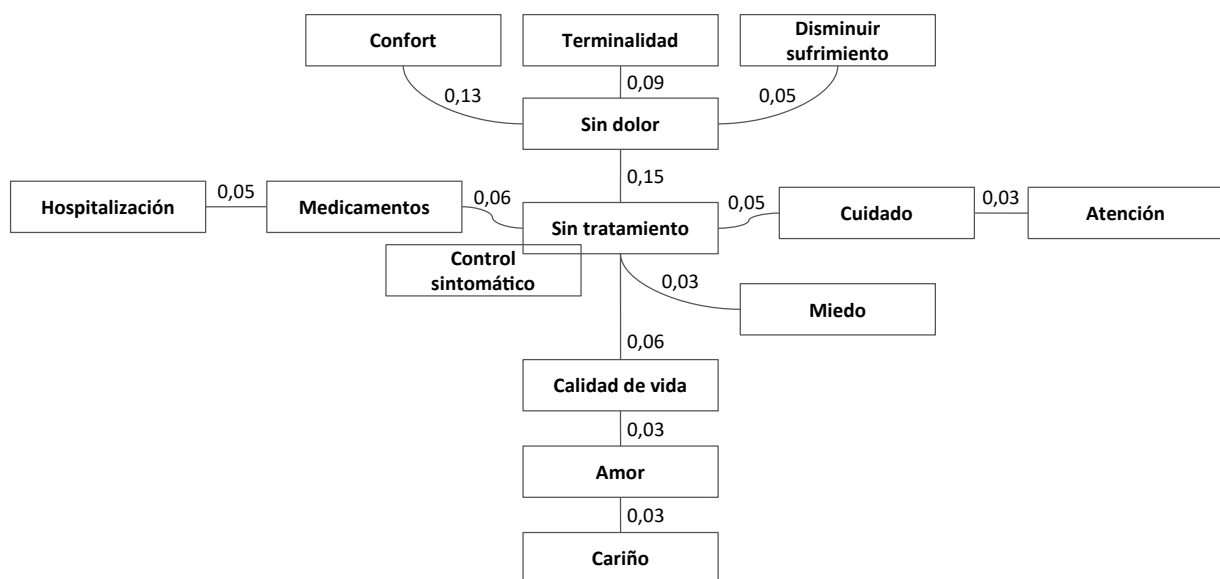 Confort
Terminalidad
Disminuir
sufrimiento
0,13
0,09
0,05
Sin dolor
0,15
Hospitalización
0,05
Medicamentos
0,06
Sin tratamiento
0,05
Cuidado
0,03
Atención
Control
sintomático
0,03
Miedo
0,06
Calidad de vida
0,03
Amor
0,03
Cariño